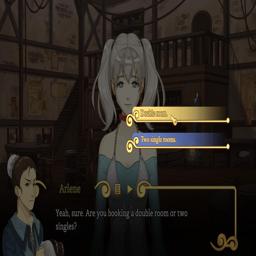 Double room.
Two single rooms.
Arlene
Yeah, sure. Are you booking a double room or two
singles?